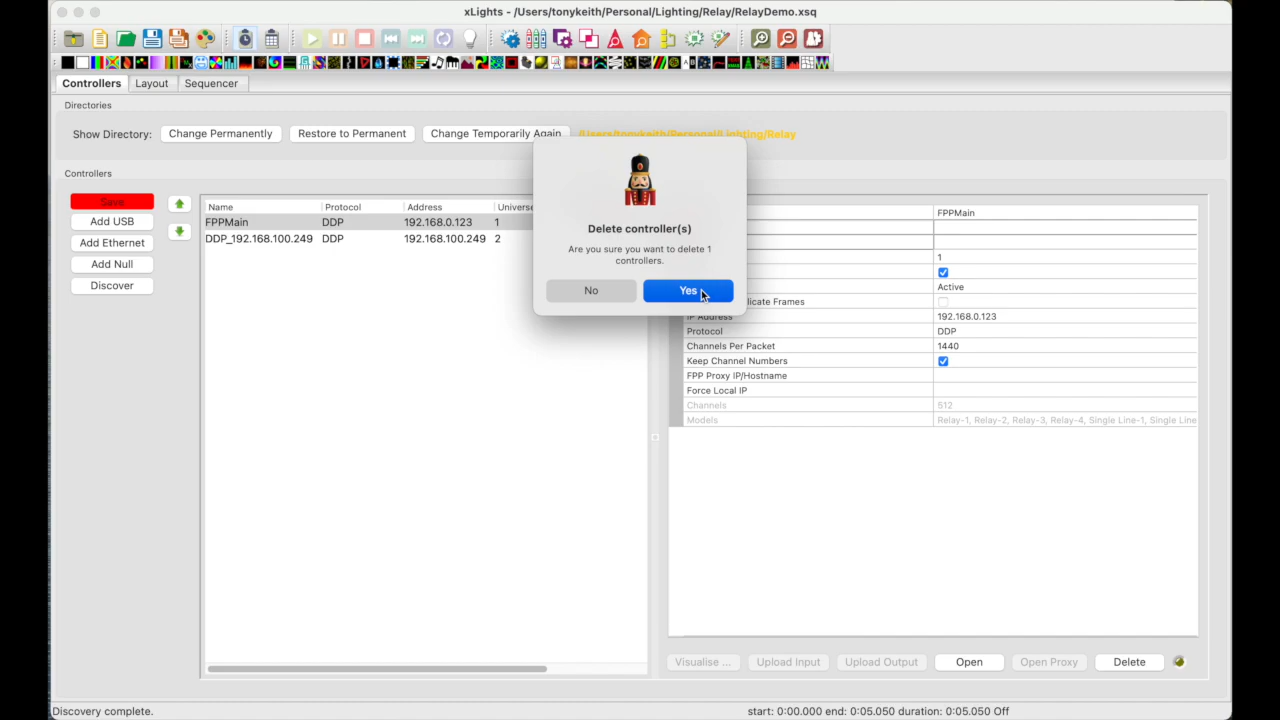 xLights - /Users/tonykeith/Personal/Lighting/Relay/RelayDemo.xsq
Controllers
Layout
Sequencer
Directories
Show Directory:
Change Permanently
Restore to Permanent
Change Temporarily Again
/Users/tonykeith/Personal/Lighting/Relay
Controllers
Save
Add USB
Add Ethernet
Add Null
Discover
Name Protocol Address Universe
FPPMain DDP 192.168.0.123 1
DDP_192.168.100.249 DDP 192.168.100.249 2
Delete controller(s)
Are you sure you want to delete 1
controllers.
No
Yes
FPPMain
1
Active
licate Frames
IP Address 192.168.0.123
Protocol DDP
Channels Per Packet 1440
Keep Channel Numbers
FPP Proxy IP/Hostname
Force Local IP
Channels 512
Models Relay-1, Relay-2, Relay-3, Relay-4, Single Line-1, Single Line
Visualise ...
Upload Input
Upload Output
Open
Open Proxy
Delete
Discovery complete.
start: 0:00.000 end: 0:05.050 duration: 0:05.050 Off